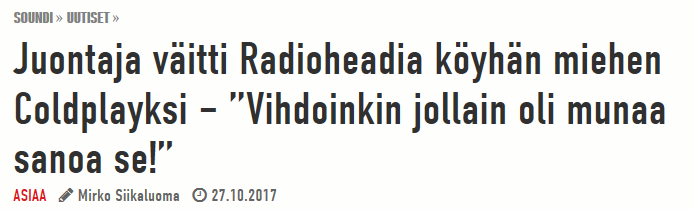 SOUNDI » UUTISET »
Juontaja väitti Radioheadia köyhän miehen
Coldplayksi – ”Vihdoinkin jollain oli munaa
sanoa se!”
ASIAA Mirko Siikaluoma 27.10.2017